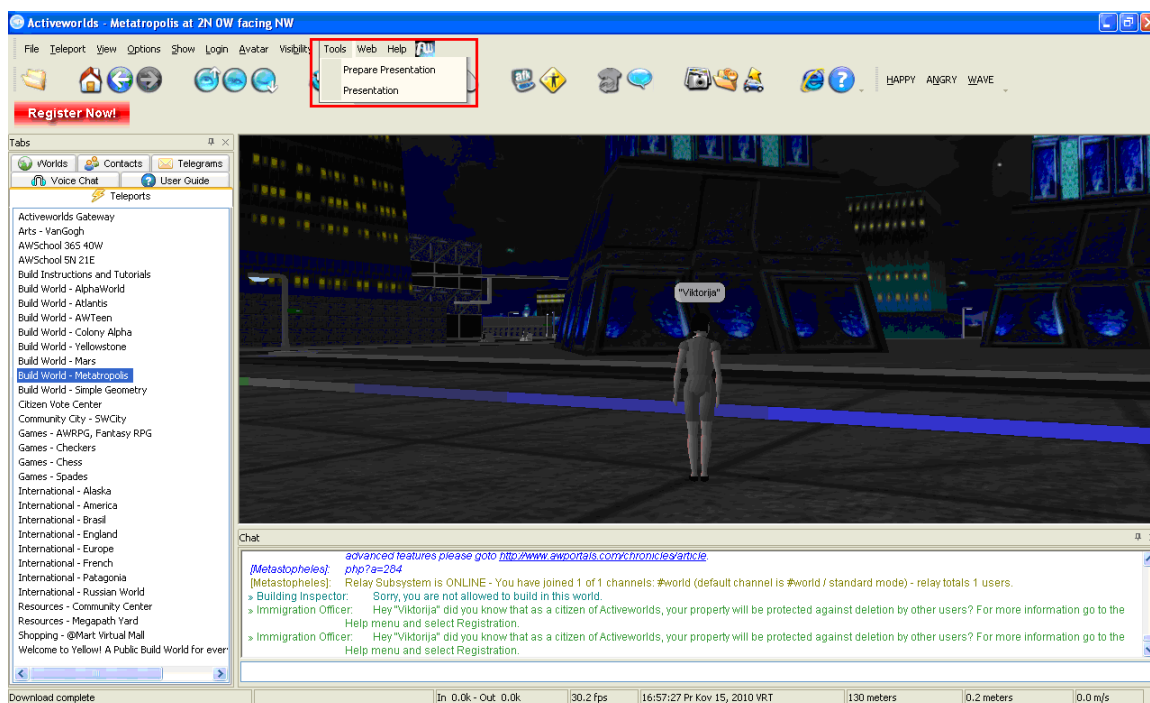 Activeworlds - Metatropolis at 2N 0W facing NW
File Teleport View Options Show Login Avatar Visibility Tools Web Help
Prepare Presentation
Presentation
HAPPY ANGRY WAVE
Register Now!
Tabs
Worlds Contacts Telegrams
Voice Chat User Guide
Teleports
Activeworlds Gateway
Arts - VanGogh
AWSchool 36S 40W
AWSchool 5N 21E
Build Instructions and Tutorials
Build World - AlphaWorld
Build World - Atlantis
Build World - AWTeen
Build World - Colony Alpha
Build World - Yellowstone
Build World - Mars
Build World - Metatropolis
Build World - Simple Geometry
Citizen Vote Center
Community City - SWCity
Games - AWRPG, Fantasy RPG
Games - Checkers
Games - Chess
Games - Spades
International - Alaska
International - America
International - Brasil
International - England
International - Europe
International - French
International - Patagonia
International - Russian World
Resources - Community Center
Resources - Megapath Yard
Shopping - @Mart Virtual Mall
Welcome to Yellow! A Public Build World for ever
"Viktorija"
Chat
advanced features please goto http://www.awportals.com/chronicles/article.
[Metastopheles]: php?a=284
[Metastopheles]: Relay Subsystem is ONLINE - You have joined 1 of 1 channels: #world (default channel is #world / standard mode) - relay totals 1 users.
» Building Inspector: Sorry, you are not allowed to build in this world.
» Immigration Officer: Hey "Viktorija" did you know that as a citizen of Activeworlds, your property will be protected against deletion by other users? For more information go to the
Help menu and select Registration.
» Immigration Officer: Hey "Viktorija" did you know that as a citizen of Activeworlds, your property will be protected against deletion by other users? For more information go to the
Help menu and select Registration.
Download complete In 0.0k - Out 0.0k 30.2 fps 16:57:27 Pr Kov 15, 2010 VRT 130 meters 0.2 meters 0.0 m/s